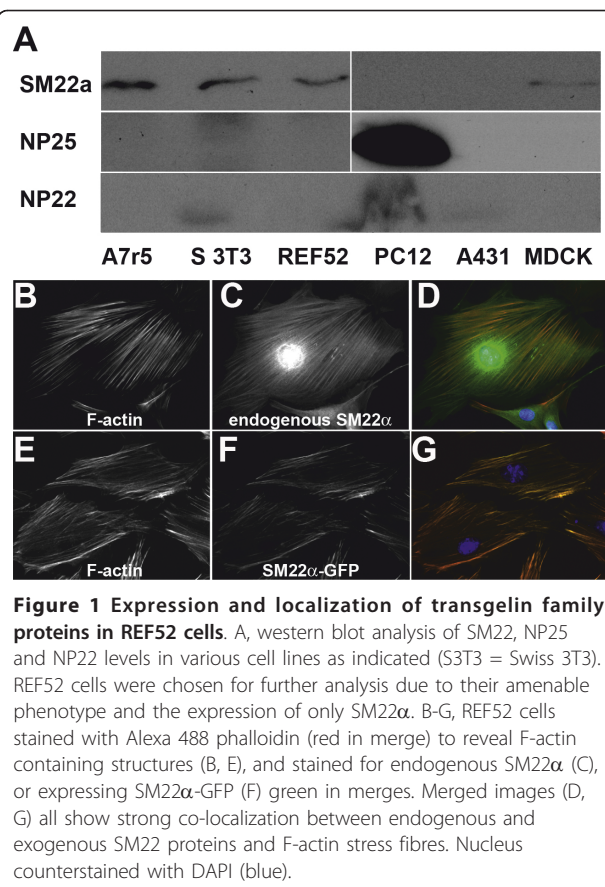 A
SM22a
NP25
NP22
A7r5 S 3T3 REF52 PC12 A431 MDCK
B C D
F-actin endogenous SM22α
E F G
F-actin SM22α-GFP
Figure 1 Expression and localization of transgelin family
proteins in REF52 cells. A, western blot analysis of SM22, NP25
and NP22 levels in various cell lines as indicated (S3T3 = Swiss 3T3).
REF52 cells were chosen for further analysis due to their amenable
phenotype and the expression of only SM22α. B-G, REF52 cells
stained with Alexa 488 phalloidin (red in merge) to reveal F-actin
containing structures (B, E), and stained for endogenous SM22α (C),
or expressing SM22α-GFP (F) green in merges. Merged images (D,
G) all show strong co-localization between endogenous and
exogenous SM22 proteins and F-actin stress fibres. Nucleus
counterstained with DAPI (blue).